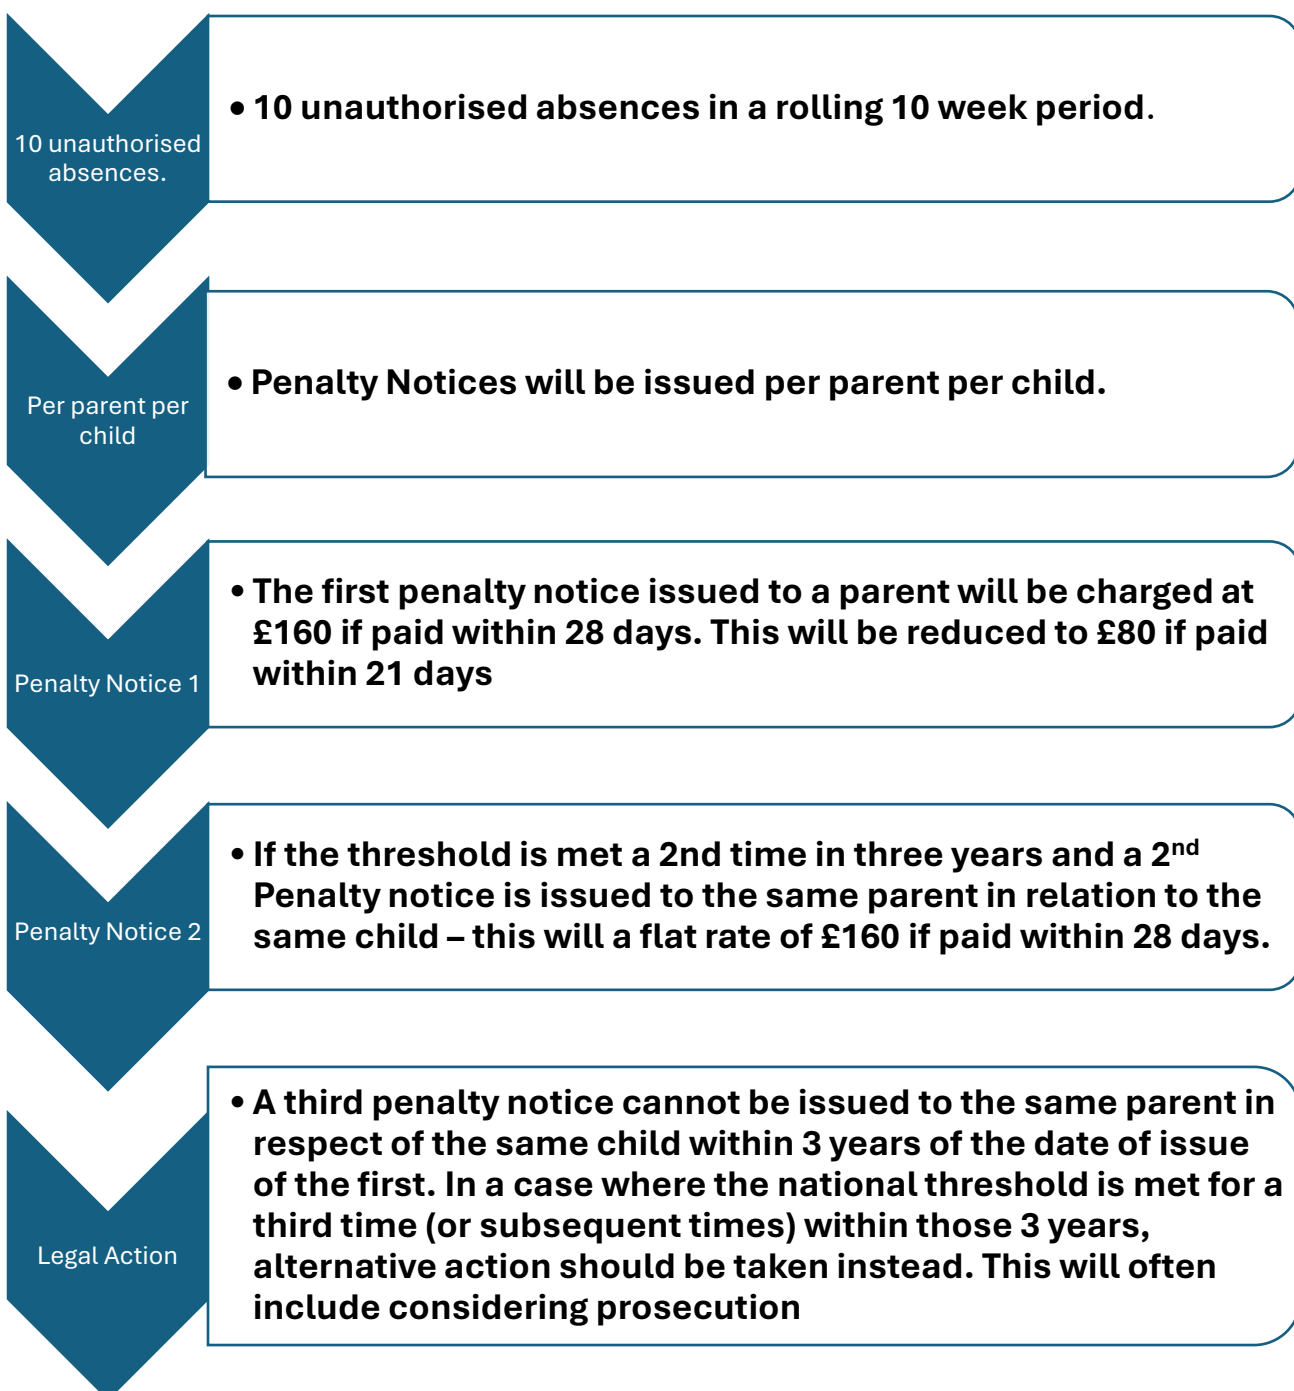 10 unauthorised
absences.
• 10 unauthorised absences in a rolling 10 week period.
Per parent per
child
• Penalty Notices will be issued per parent per child.
Penalty Notice 1
• The first penalty notice issued to a parent will be charged at
£160 if paid within 28 days. This will be reduced to £80 if paid
within 21 days
Penalty Notice 2
• If the threshold is met a 2nd time in three years and a 2nd
Penalty notice is issued to the same parent in relation to the
same child – this will a flat rate of £160 if paid within 28 days.
Legal Action
• A third penalty notice cannot be issued to the same parent in
respect of the same child within 3 years of the date of issue
of the first. In a case where the national threshold is met for a
third time (or subsequent times) within those 3 years,
alternative action should be taken instead. This will often
include considering prosecution